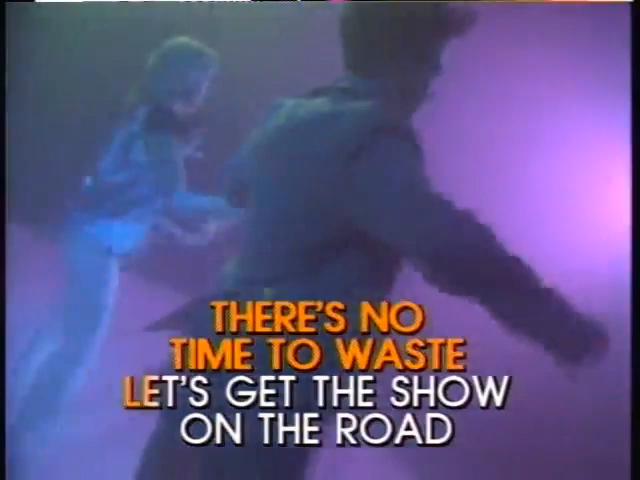 THERE'S NO
TIME TO WASTE
LET'S GET THE SHOW
ON THE ROAD